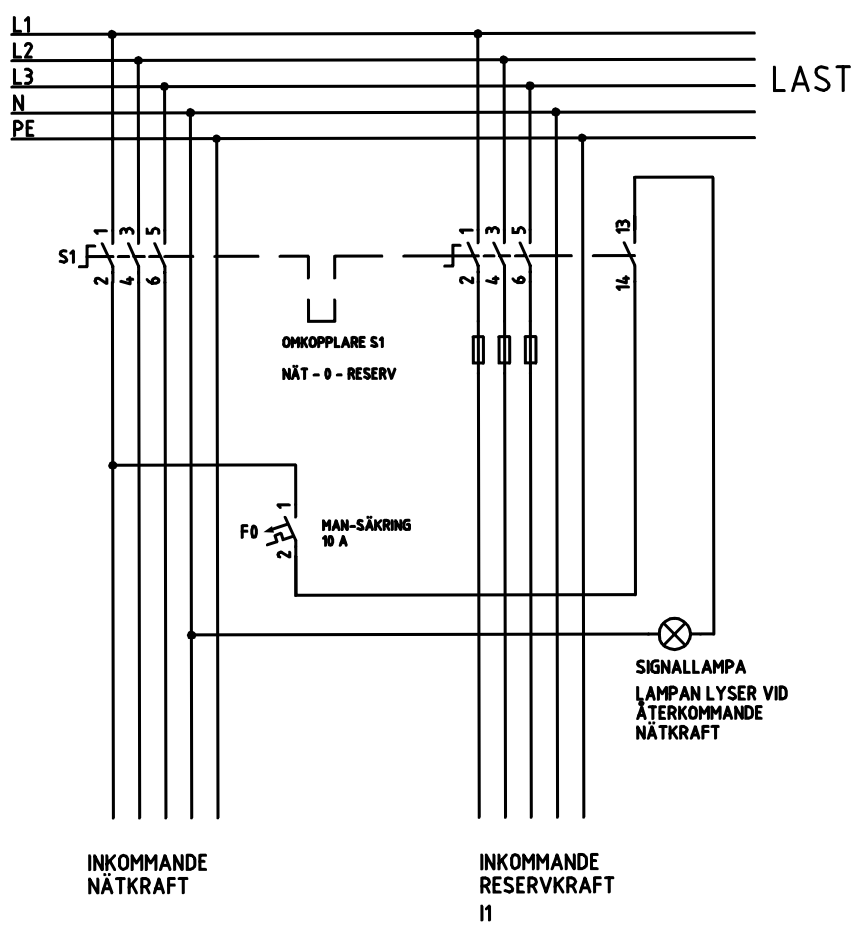 L1
L2
L3
N
PE
LAST
S1
1
3
5
2
4
6
1
3
5
13
2
4
6
14
OMKOPPLARE S1
NÄT - 0 - RESERV
F0
1
2
MAN-SÄKRING
10 A
SIGNALLAMPA
LAMPAN LYSER VID
ÅTERKOMMANDE
NÄTKRAFT
INKOMMANDE
NÄTKRAFT
INKOMMANDE
RESERVKRAFT
I1